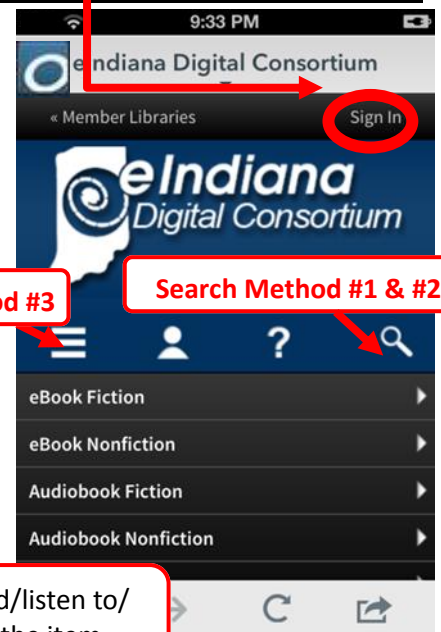 9:33 PM
eIndiana Digital Consortium
« Member Libraries
Sign In
eIndiana
Digital Consortium
#3
Search Method #1 & #2
?
eBook Fiction
eBook Nonfiction
Audiobook Fiction
Audiobook Nonfiction
listen to/
the item